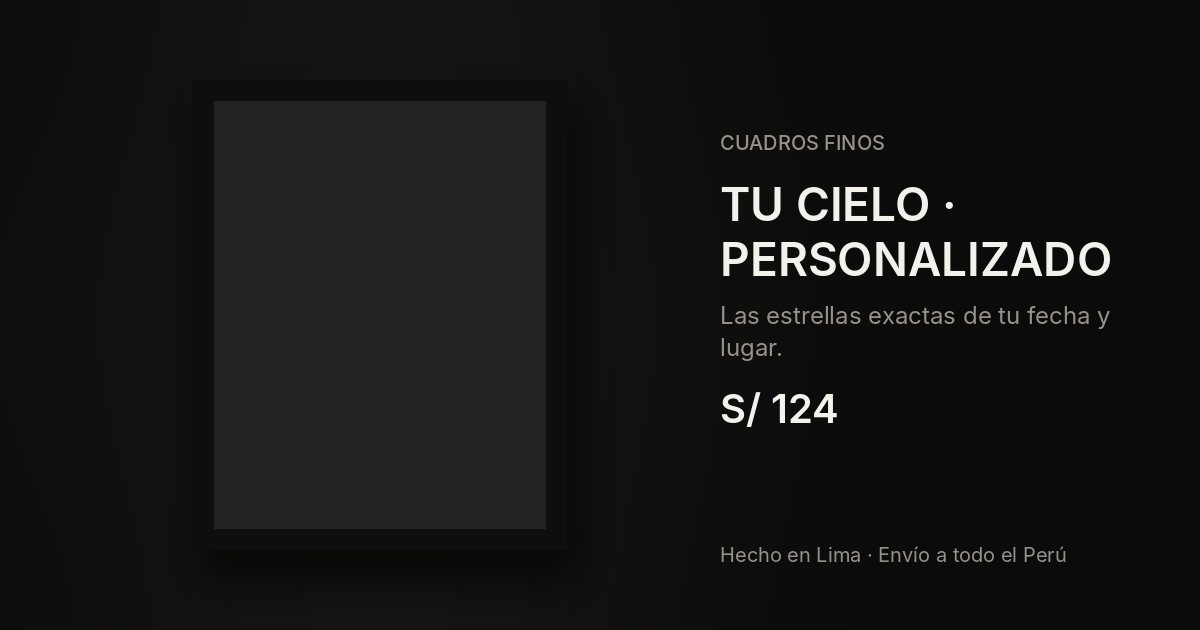 CUADROS FINOS
TU CIELO ·
PERSONALIZADO
Las estrellas exactas de tu fecha y
lugar.
S/ 124
Hecho en Lima · Envío a todo el Perú